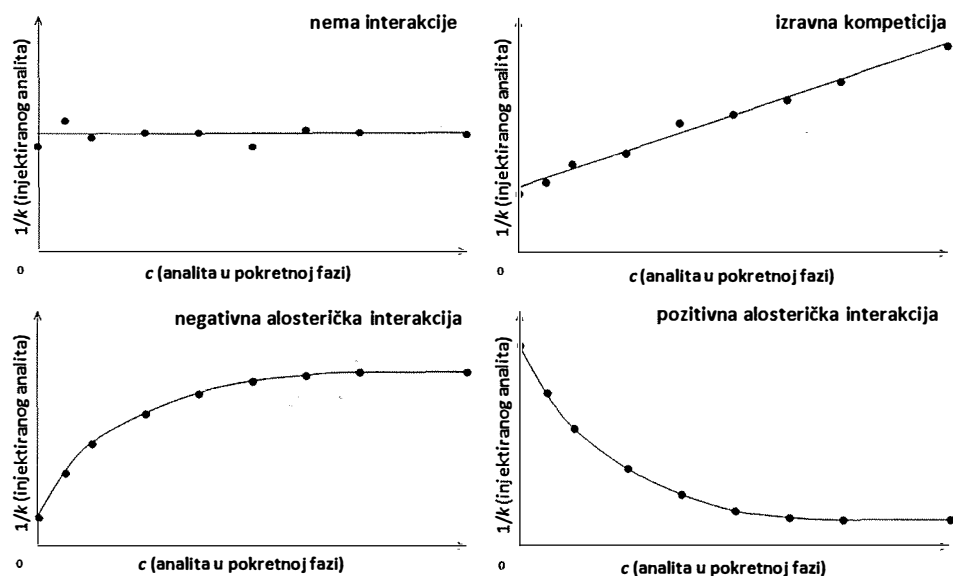 nema interakcije
1/k (injektiranog analita)
0
c (analita u pokretnoj fazi)
izravna kompeticija
1/k (injektiranog analita)
0
c (analita u pokretnoj fazi)
negativna alosterička interakcija
1/k (injektiranog analita)
0
c (analita u pokretnoj fazi)
pozitivna alosterička interakcija
1/k (injektiranog analita)
0
c (analita u pokretnoj fazi)